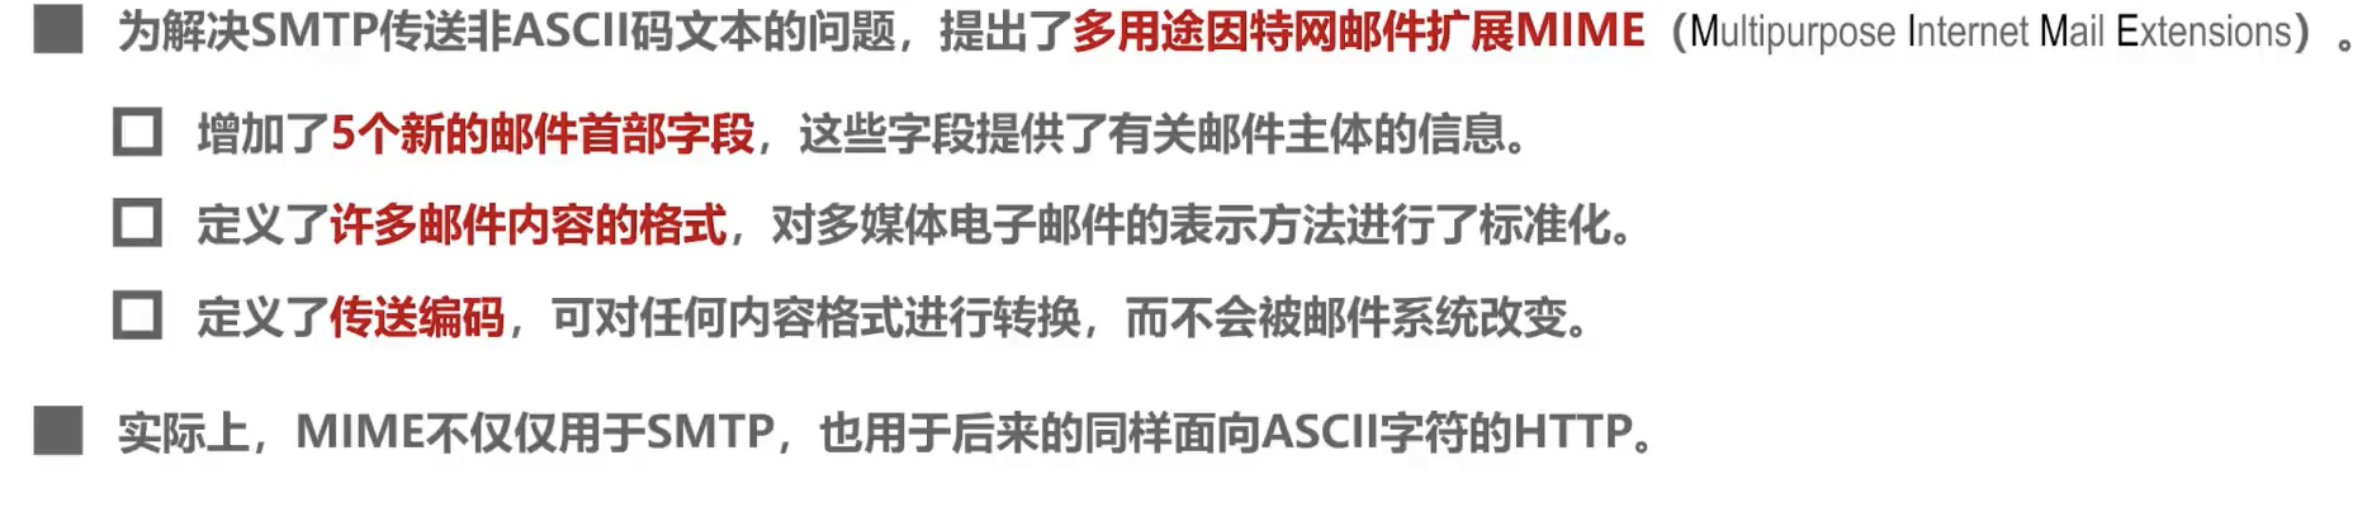 为解决SMTP传送非ASCII码文本的问题，提出了多用途因特网邮件扩展MIME（Multipurpose Internet Mail Extensions）。
增加了5个新的邮件首部字段，这些字段提供了有关邮件主体的信息。
定义了许多邮件内容的格式，对多媒体电子邮件的表示方法进行了标准化。
定义了传送编码，可对任何内容格式进行转换，而不会被邮件系统改变。
实际上，MIME不仅仅用于SMTP，也用于后来的同样面向ASCII字符的HTTP。